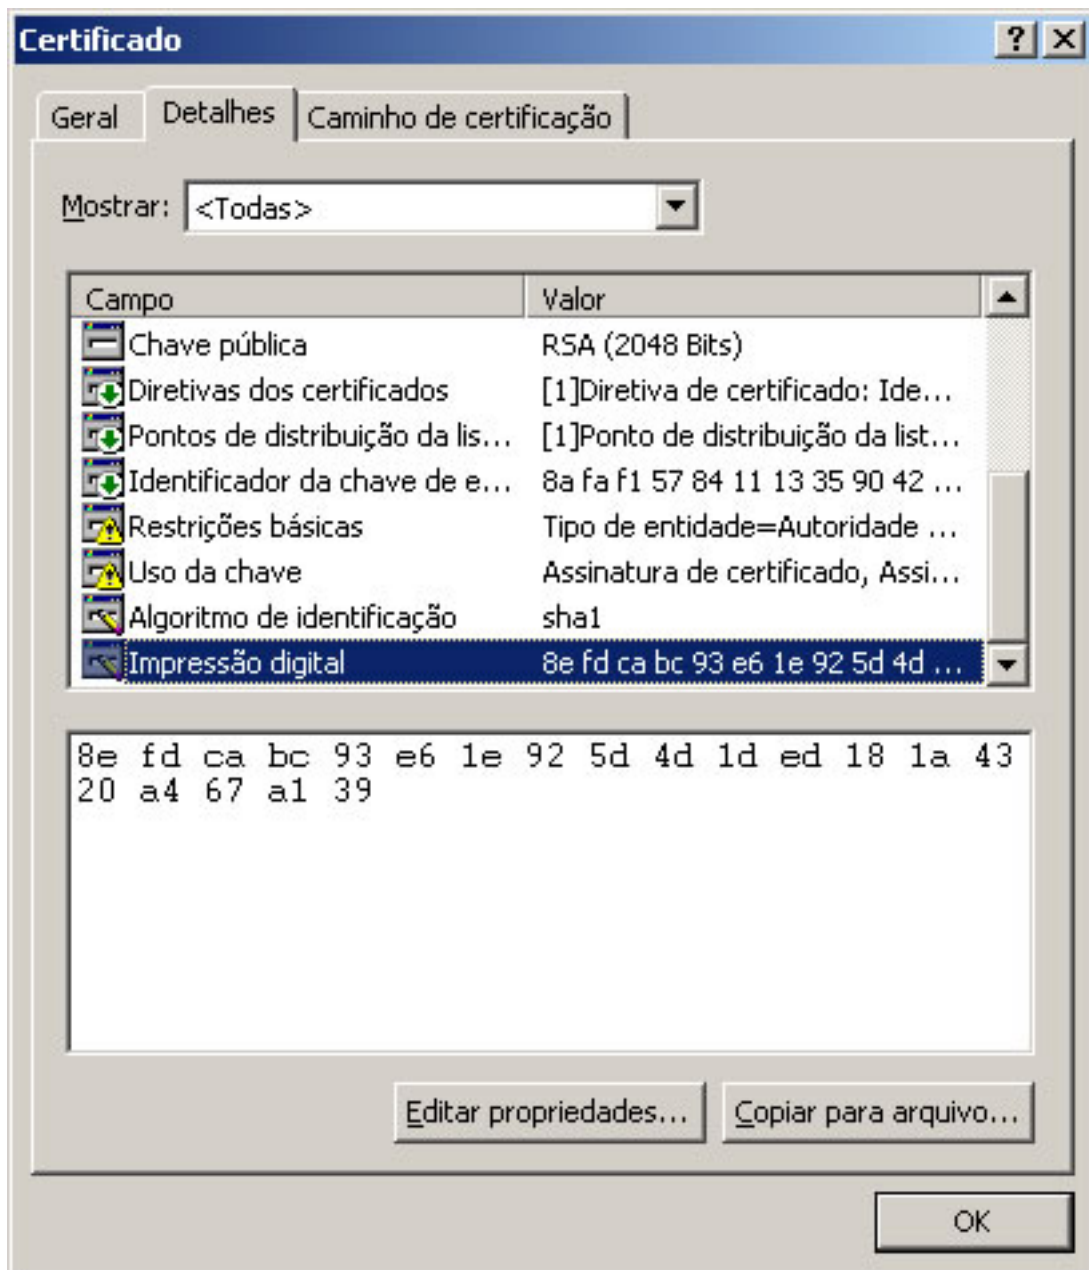 Certificado
Geral Detalhes Caminho de certificação
Mostrar: <Todas>
Campo Valor
Chave pública RSA (2048 Bits)
Diretivas dos certificados [1]Diretiva de certificado: Ide...
Pontos de distribuição da lis... [1]Ponto de distribuição da list...
Identificador da chave de e... 8a fa f1 57 84 11 13 35 90 42 ...
Restrições básicas Tipo de entidade=Autoridade ...
Uso da chave Assinatura de certificado, Assi...
Algoritmo de identificação sha1
Impressão digital 8e fd ca bc 93 e6 1e 92 5d 4d ...
8e fd ca bc 93 e6 1e 92 5d 4d 1d ed 18 1a 43
20 a4 67 a1 39
Editar propriedades... Copiar para arquivo...
OK